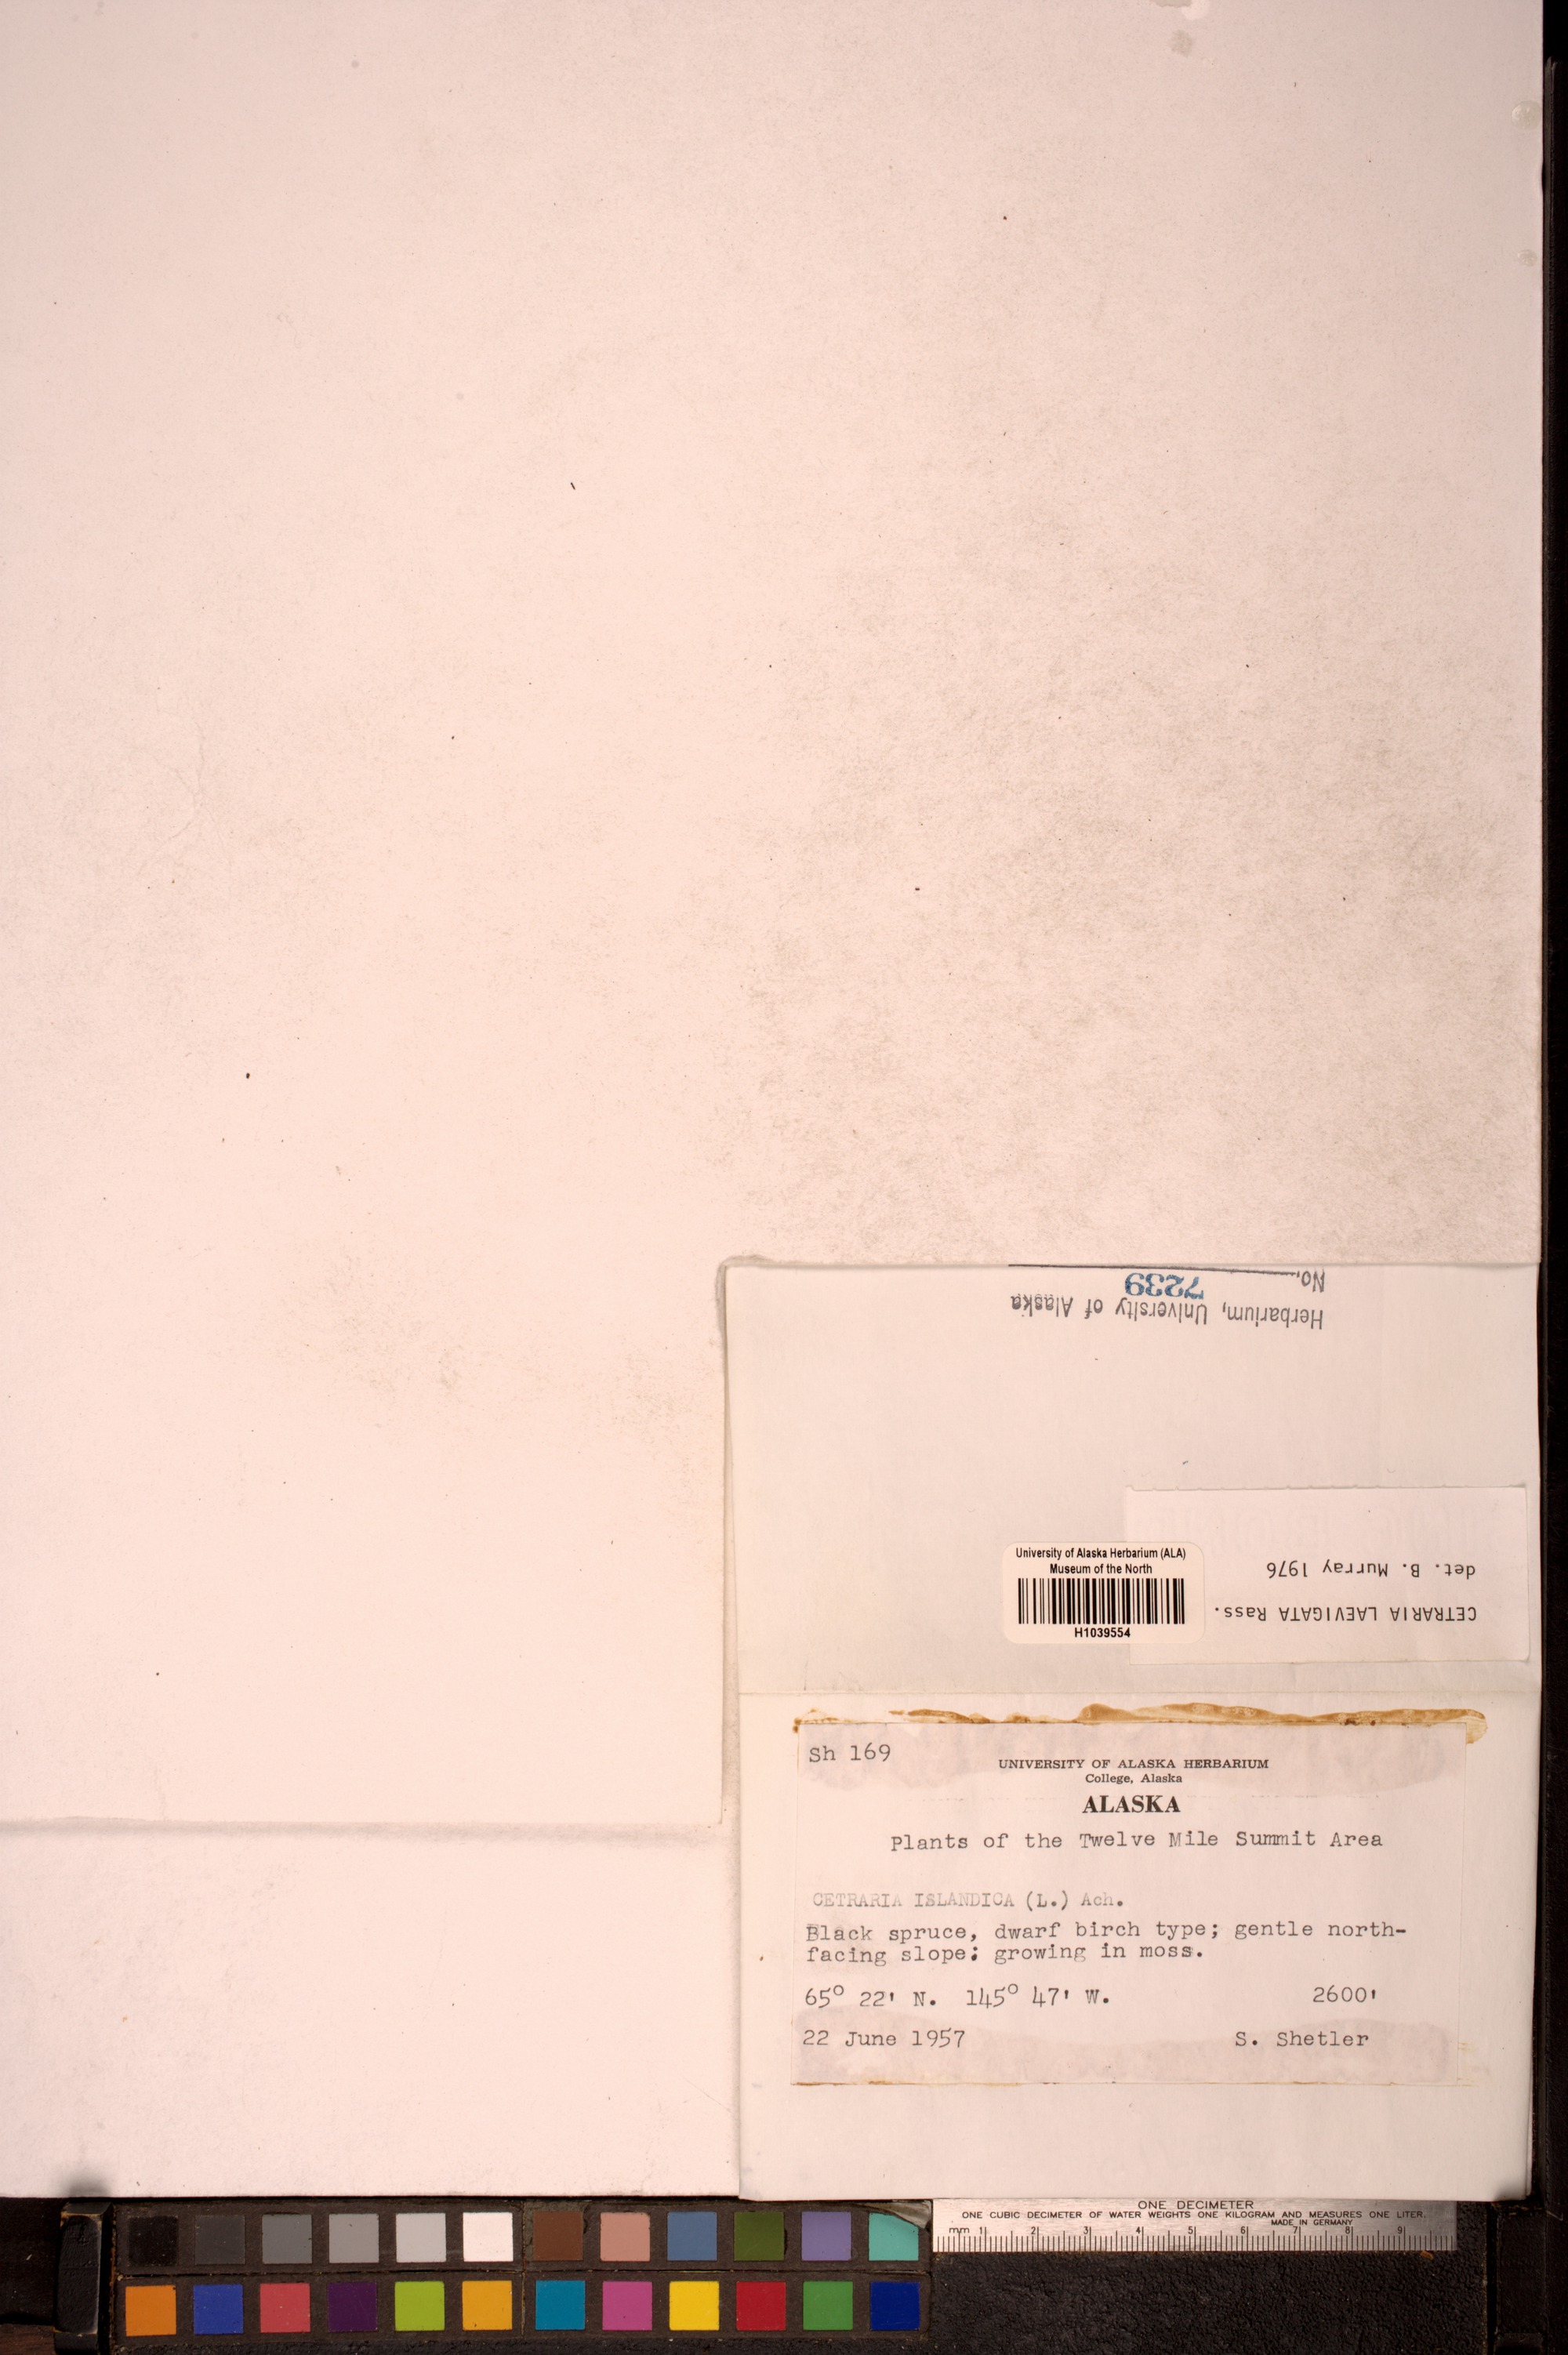 No. 7239
Herbarium, University of Alaska
University of Alaska Herbarium (ALA)
Museum of the North
H1039554
CETRARIA LAEVIGATA Rass.
det. B. Murray 1976
Sh 169
UNIVERSITY OF ALASKA HERBARIUM
College, Alaska
ALASKA
Plants of the Twelve Mile Summit Area
CETRARIA ISLANDICA (L.) Ach.
Black spruce, dwarf birch type; gentle north-
facing slope; growing in moss.
65° 22' N. 145° 47' W. 2600'
22 June 1957 S. Shetler
ONE DECIMETER
ONE CUBIC DECIMETER OF WATER WEIGHTS ONE KILOGRAM AND MEASURES ONE LITER.
MADE IN GERMANY
mm 1 2 3 4 5 6 7 8 9